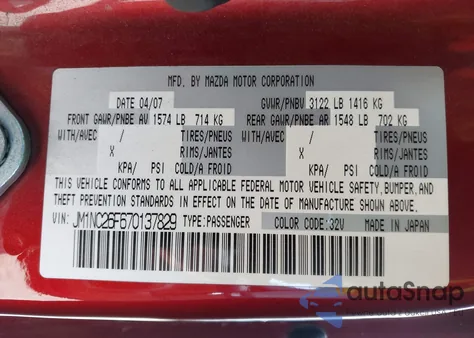 MFD. BY MAZDA MOTOR CORPORATION
DATE 04/07 GVWR/PNBV 3122 LB 1416 KG
FRONT GAWR/PNBE AV 1574 LB 714 KG REAR GAWR/PNBE AR 1548 LB 702 KG
WITH/AVEC / TIRES/PNEUS WITH/AVEC / TIRES/PNEUS
X RIMS/JANTES X RIMS/JANTES
KPA/ PSI COLD/A FROID KPA/ PSI COLD/A FROID
THIS VEHICLE CONFORMS TO ALL APPLICABLE FEDERAL MOTOR VEHICLE SAFETY, BUMPER, AND
THEFT PREVENTION STANDARDS IN EFFECT ON THE DATE OF MANUFACTURE SHOWN ABOVE.
VIN: JM1NC26F670137829 TYPE: PASSENGER COLOR CODE: 32V MADE IN JAPAN
autoSnap